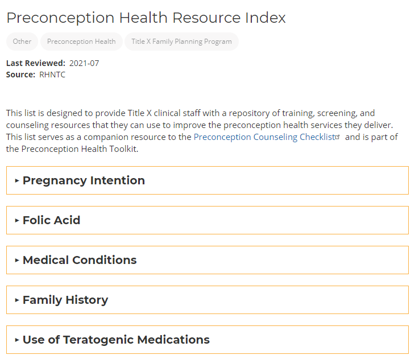 Preconception Health Resource Index
Other Preconception Health Title X Family Planning Program
Last Reviewed: 2021-07
Source: RHNTC
This list is designed to provide Title X clinical staff with a repository of training, screening, and
counseling resources that they can use to improve the preconception health services they deliver.
This list serves as a companion resource to the Preconception Counseling Checklist and is part of
the Preconception Health Toolkit.
Pregnancy Intention
Folic Acid
Medical Conditions
Family History
Use of Teratogenic Medications